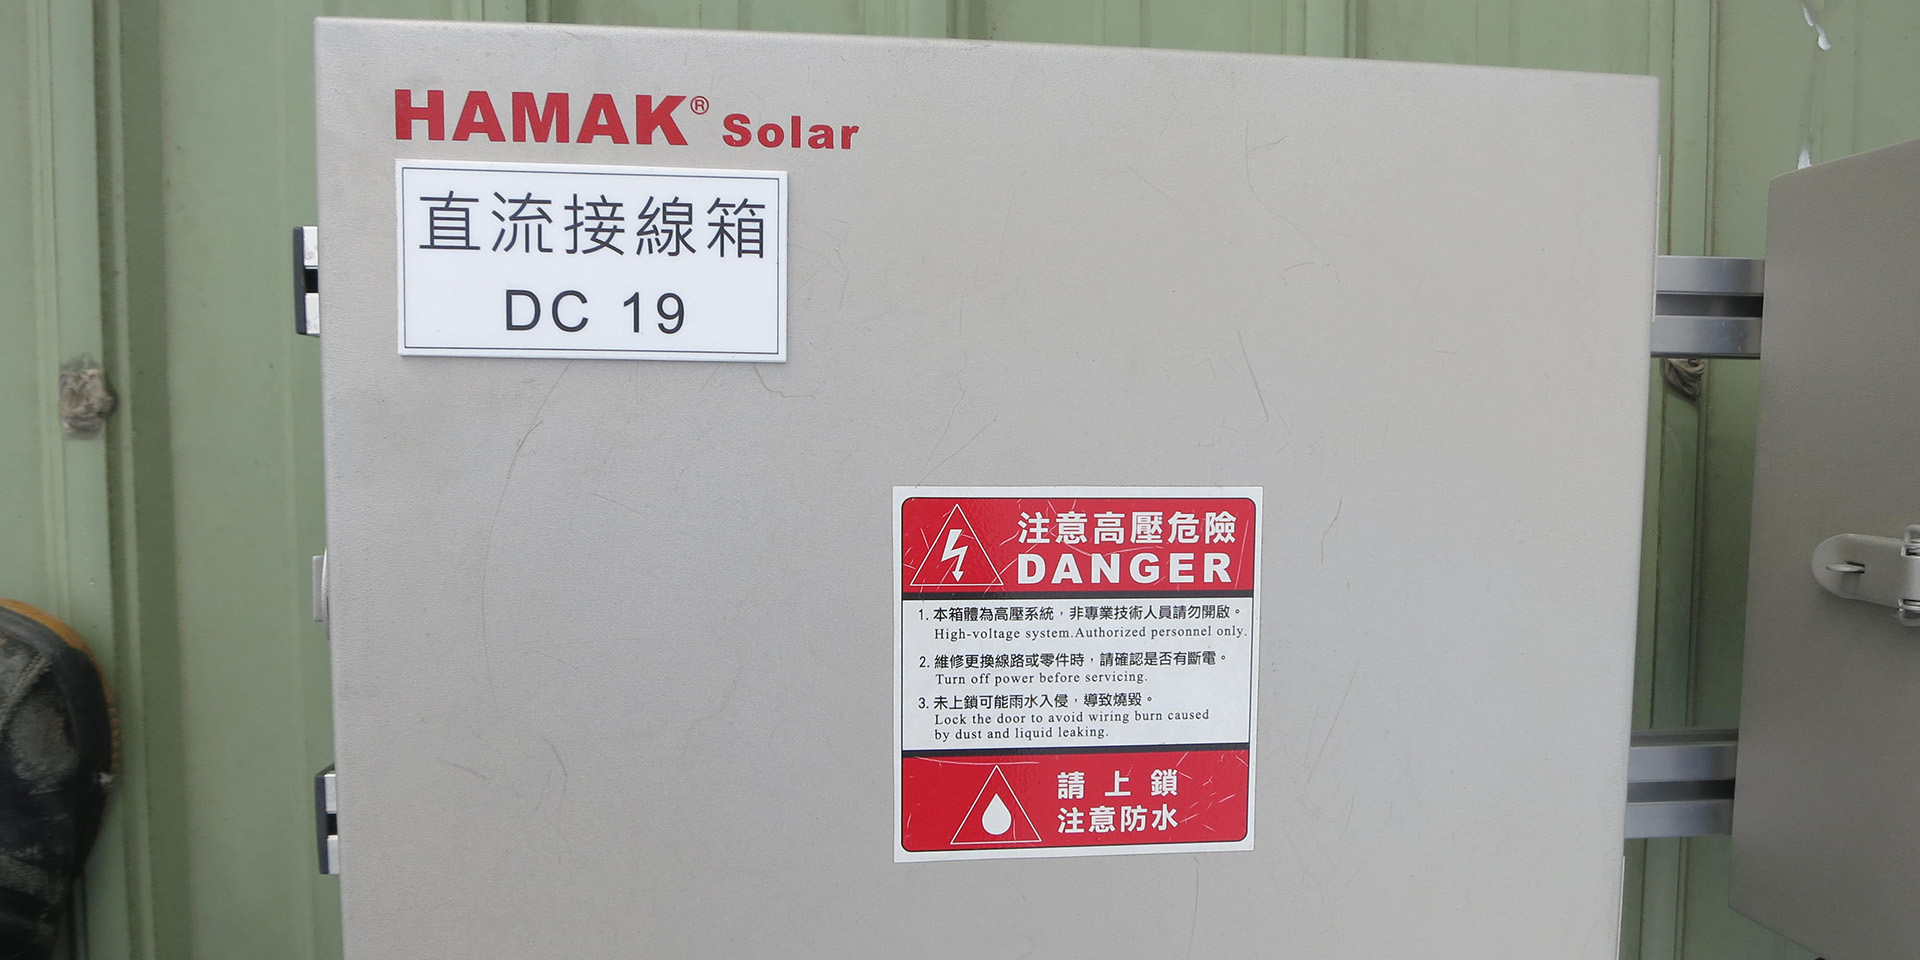 HAMAK® Solar
直流接線箱
DC 19
注意高壓危險
DANGER
1. 本箱體為高壓系統，非專業技術人員請勿開啟。
High-voltage system.Authorized personnel only.
2. 維修更換線路或零件時，請確認是否有斷電。
Turn off power before servicing.
3. 未上鎖可能雨水入侵，導致燒毀。
Lock the door to avoid wiring burn caused
by dust and liquid leaking.
請上鎖
注意防水